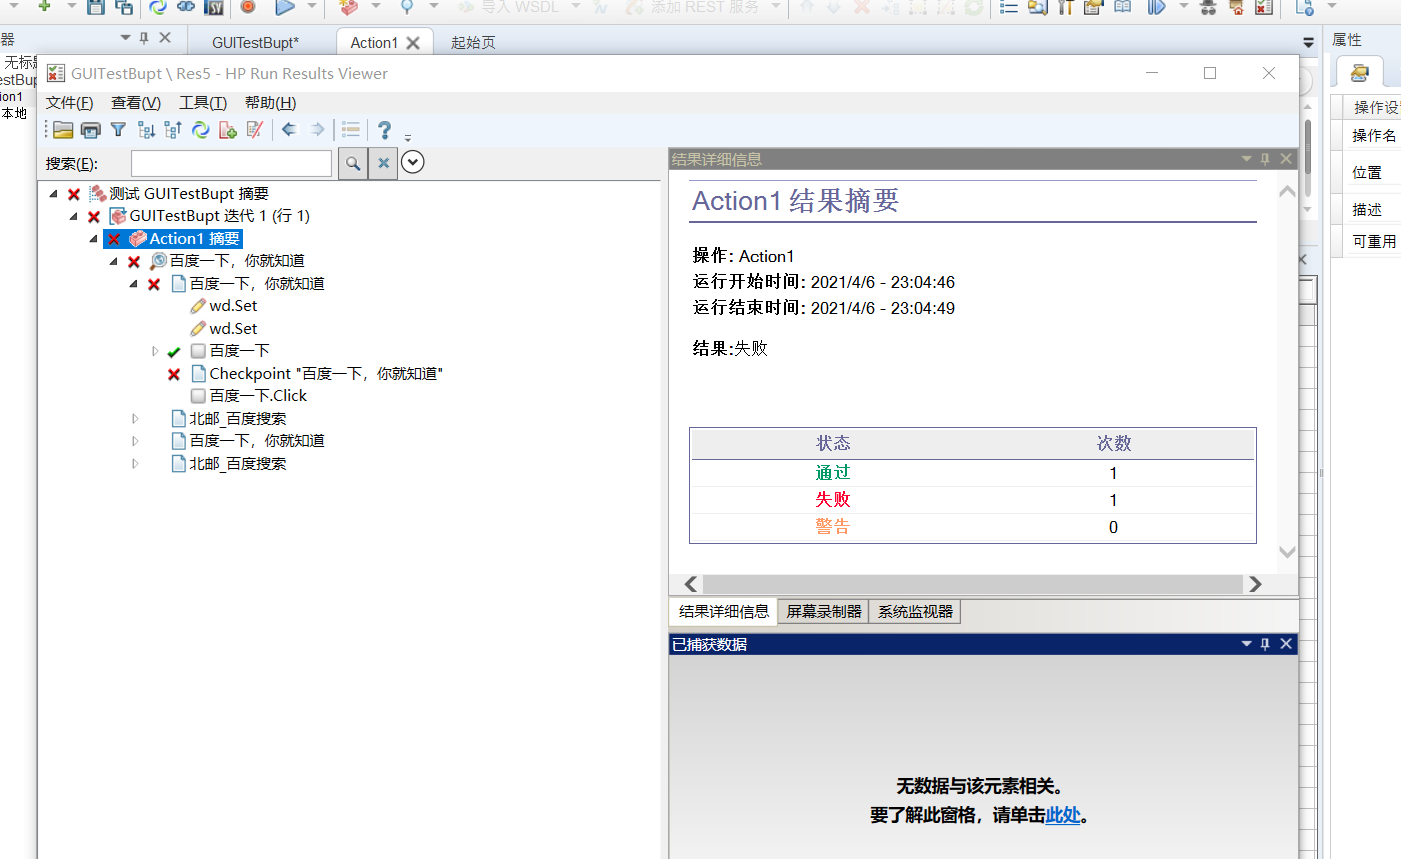 导入 WSDL
添加 REST 服务
器
GUITestBupt*
Action1
起始页
属性
无标题
estBup
ion1
本地
GUITestBupt \ Res5 - HP Run Results Viewer
文件(F) 查看(V) 工具(T) 帮助(H)
搜索(E):
测试 GUITestBupt 摘要
GUITestBupt 迭代 1 (行 1)
Action1 摘要
百度一下，你就知道
百度一下，你就知道
wd.Set
wd.Set
百度一下
Checkpoint "百度一下，你就知道"
百度一下.Click
北邮_百度搜索
百度一下，你就知道
北邮_百度搜索
结果详细信息
Action1 结果摘要
操作: Action1
运行开始时间: 2021/4/6 - 23:04:46
运行结束时间: 2021/4/6 - 23:04:49
结果:失败
状态 次数
通过 1
失败 1
警告 0
结果详细信息 屏幕录制器 系统监视器
已捕获数据
无数据与该元素相关。
要了解此窗格，请单击此处。
操作设
操作名
位置
描述
可重用